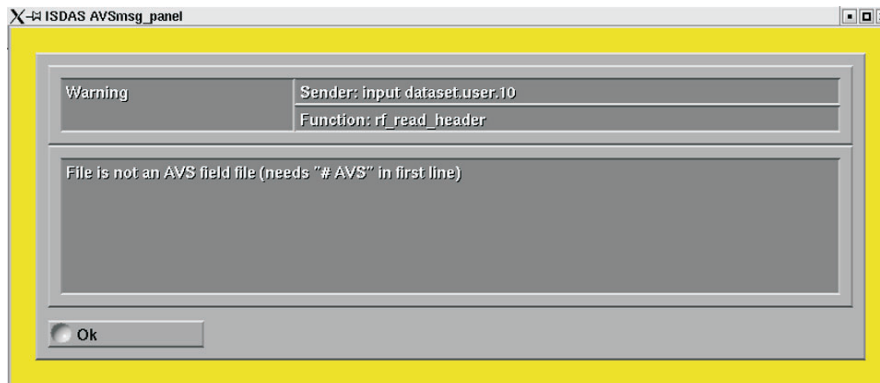 ISDAS AVSmsg_panel
Warning
Sender: input dataset.user.10
Function: rf_read_header
File is not an AVS field file (needs "# AVS" in first line)
Ok